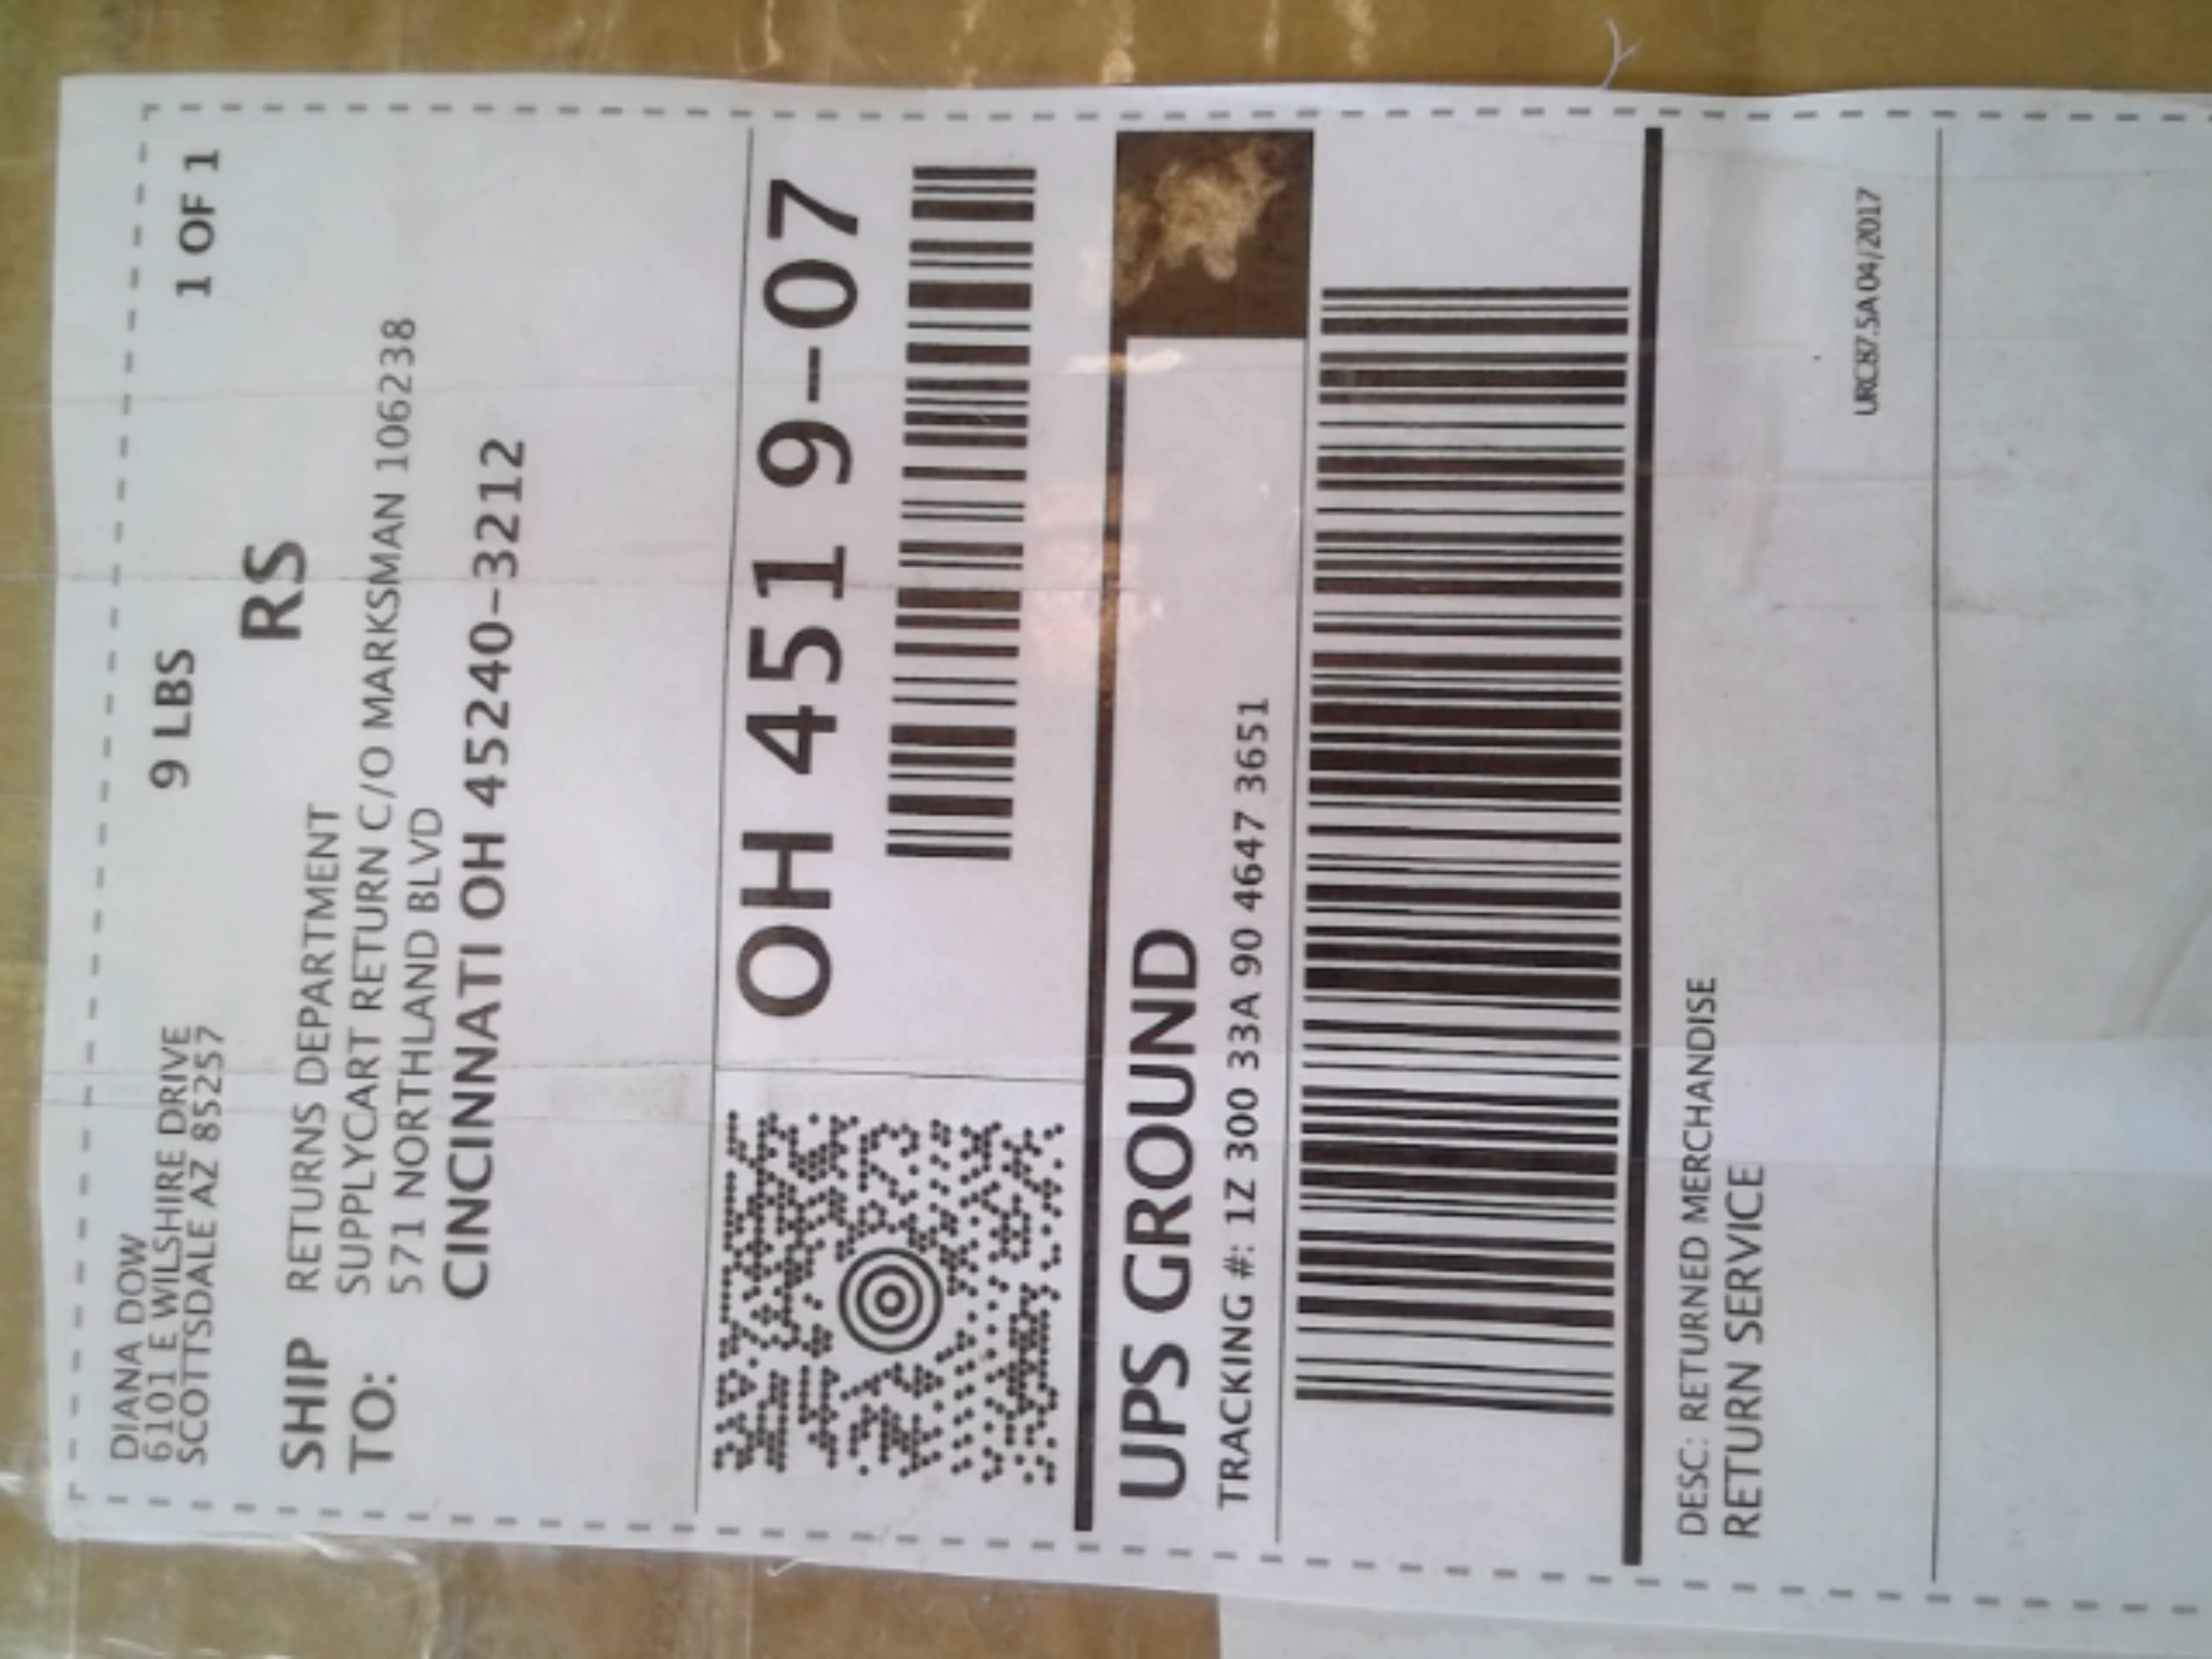 DIANA DOW
6101 E WILSHIRE DRIVE
SCOTTSDALE AZ 85257
9 LBS
1 OF 1
RS
SHIP TO:
RETURNS DEPARTMENT
SUPPLYCART RETURN C/O MARKSMAN 106238
571 NORTHLAND BLVD
CINCINNATI OH 45240-3212
OH 451 9-07
UPS GROUND
TRACKING #: 1Z 300 33A 90 4647 3651
DESC: RETURNED MERCHANDISE
RETURN SERVICE
URC87.5A 04/2017